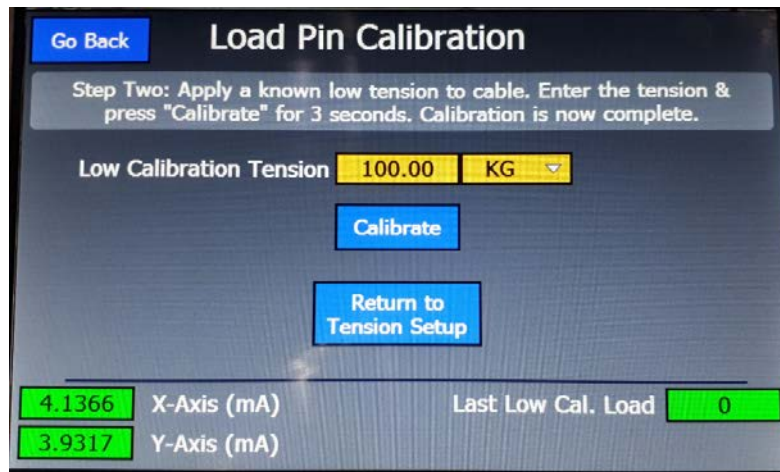 Go Back
Load Pin Calibration
Step Two: Apply a known low tension to cable. Enter the tension &
press "Calibrate" for 3 seconds. Calibration is now complete.
Low Calibration Tension 100.00 KG
Calibrate
Return to
Tension Setup
4.1366 X-Axis (mA) Last Low Cal. Load 0
3.9317 Y-Axis (mA)